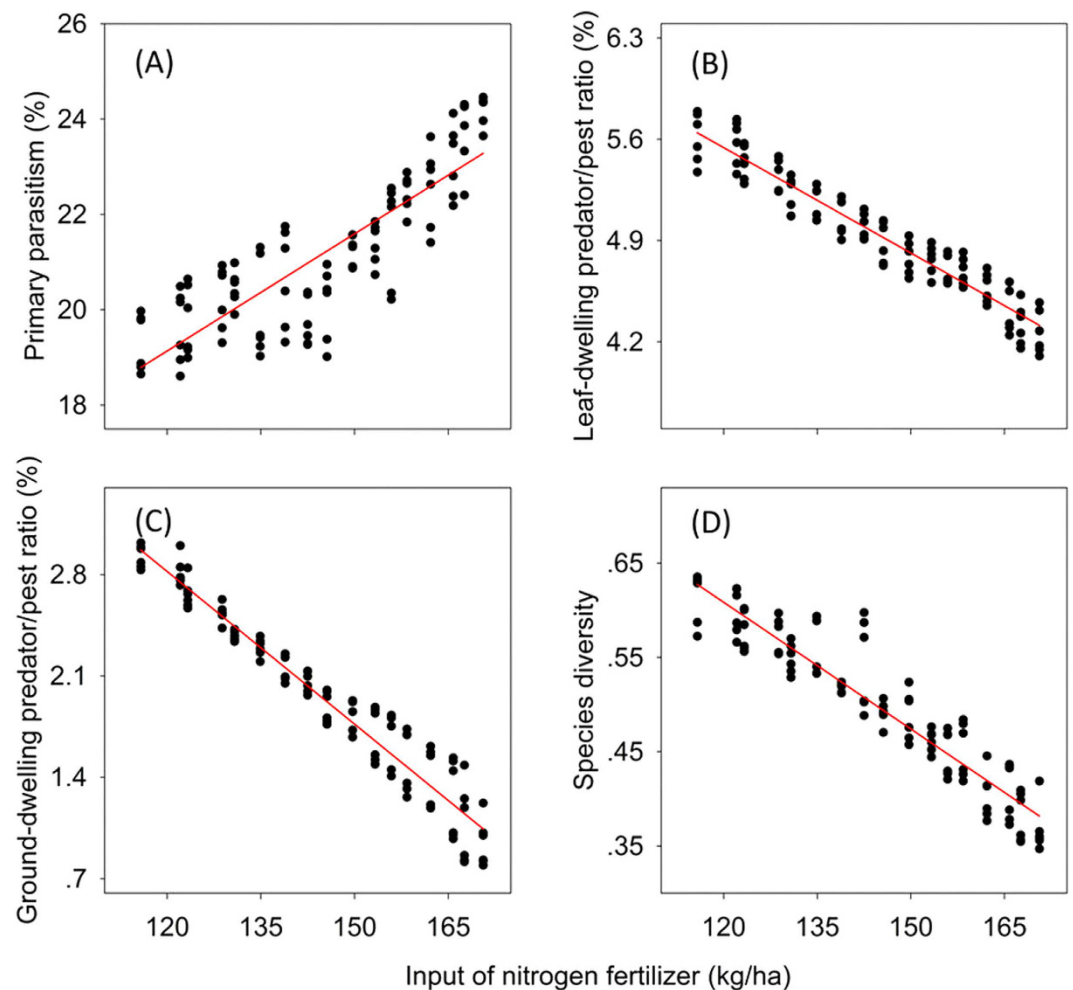 (A)
Primary parasitism (%)
26
24
22
20
18
(B)
Leaf-dwelling predator/pest ratio (%)
6.3
5.6
4.9
4.2
(C)
Ground-dwelling predator/pest ratio (%)
2.8
2.1
1.4
.7
120 135 150 165
(D)
Species diversity
.65
.55
.45
.35
120 135 150 165
Input of nitrogen fertilizer (kg/ha)